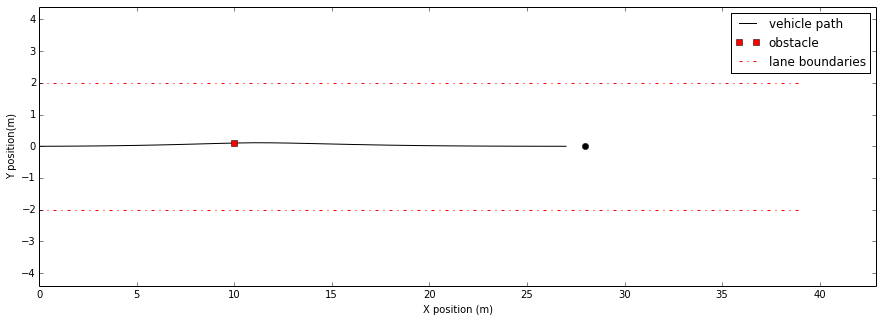 4
3
2
1
0
−1
−2
−3
−4
Y position(m)
vehicle path
obstacle
lane boundaries
0 5 10 15 20 25 30 35 40
X position (m)